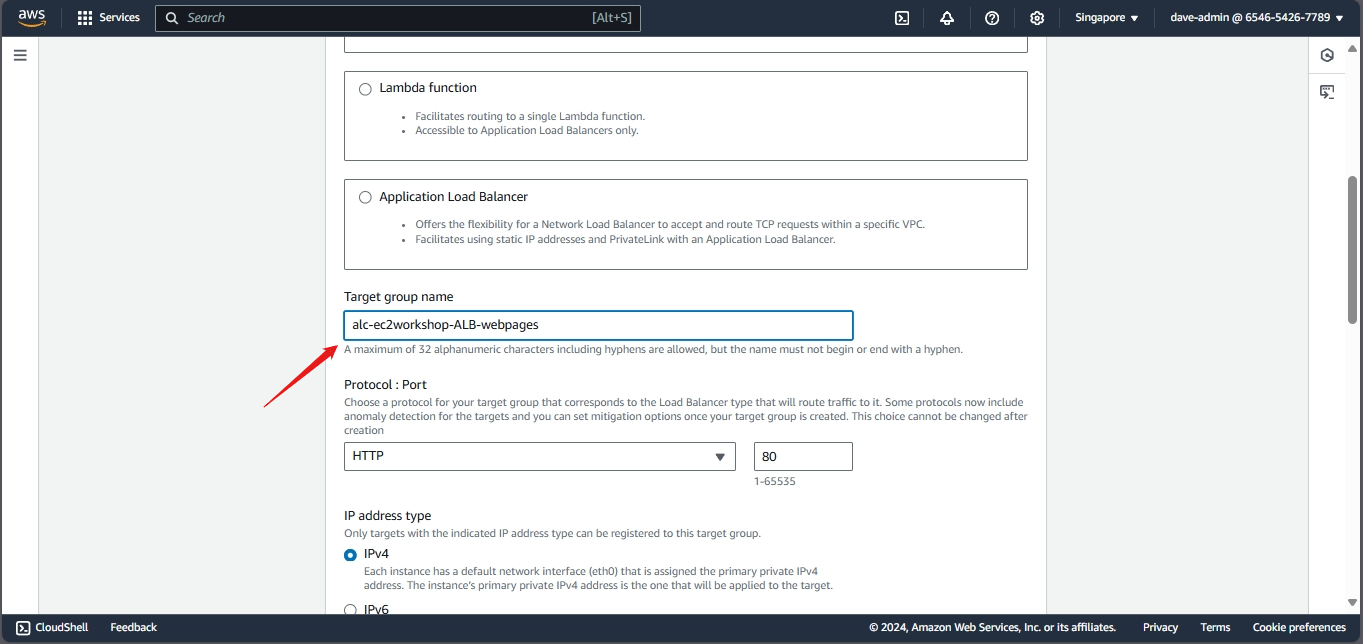 aws
Services
Search
[Alt+S]
Singapore
dave-admin @ 6546-5426-7789
Lambda function
Facilitates routing to a single Lambda function.
Accessible to Application Load Balancers only.
Application Load Balancer
Offers the flexibility for a Network Load Balancer to accept and route TCP requests within a specific VPC.
Facilitates using static IP addresses and PrivateLink with an Application Load Balancer.
Target group name
alc-ec2workshop-ALB-webpages
A maximum of 32 alphanumeric characters including hyphens are allowed, but the name must not begin or end with a hyphen.
Protocol : Port
Choose a protocol for your target group that corresponds to the Load Balancer type that will route traffic to it. Some protocols now include
anomaly detection for the targets and you can set mitigation options once your target group is created. This choice cannot be changed after
creation
HTTP
80
1-65535
IP address type
Only targets with the indicated IP address type can be registered to this target group.
IPv4
Each instance has a default network interface (eth0) that is assigned the primary private IPv4
address. The instance's primary private IPv4 address is the one that will be applied to the target.
IPv6
CloudShell
Feedback
© 2024, Amazon Web Services, Inc. or its affiliates.
Privacy
Terms
Cookie preferences